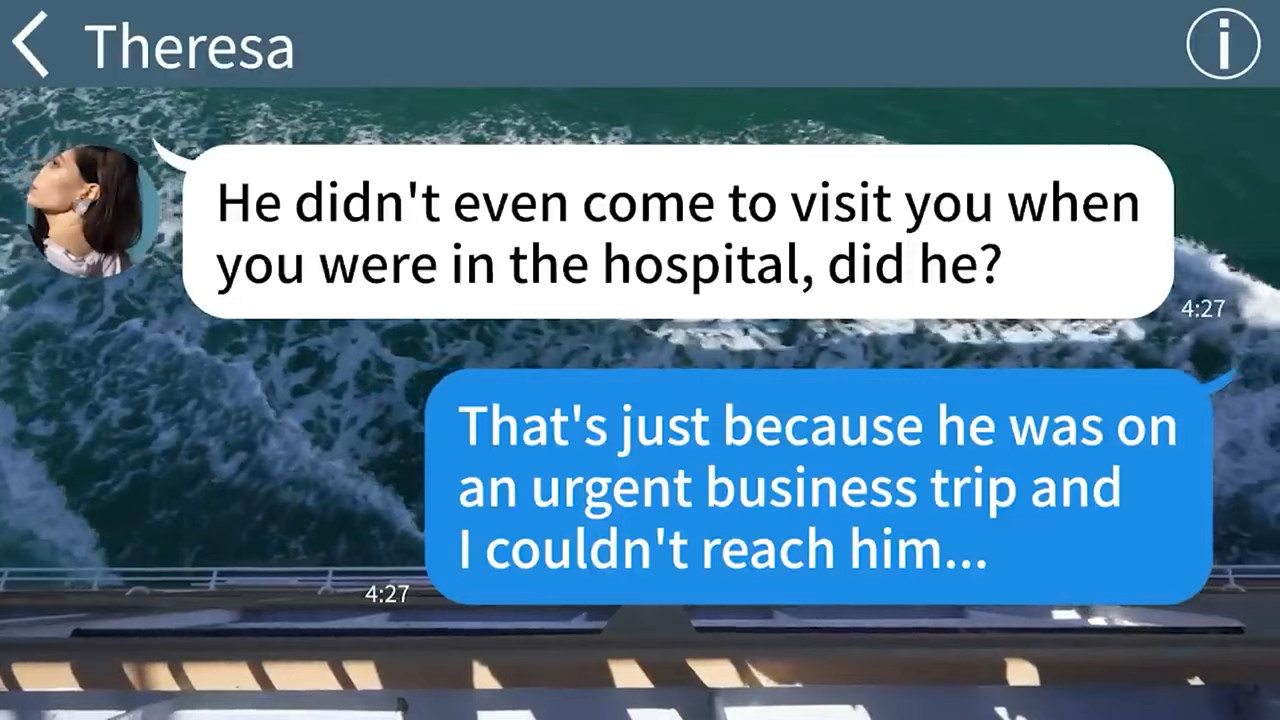 Theresa
He didn't even come to visit you when
you were in the hospital, did he?
4:27
That's just because he was on
an urgent business trip and
I couldn't reach him...
4:27